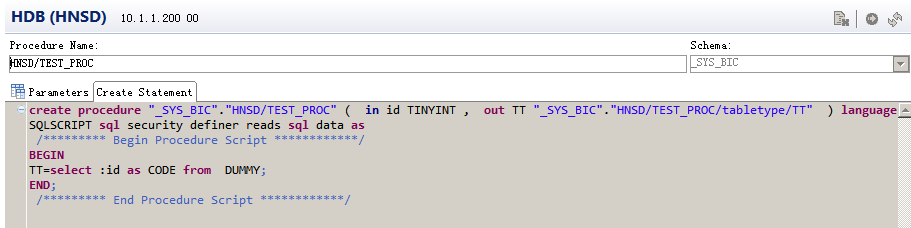 HDB (HNSD) 10.1.1.200 00
Procedure Name: Schema:
HNSD/TEST_PROC _SYS_BIC
Parameters Create Statement
create procedure "_SYS_BIC"."HNSD/TEST_PROC" ( in id TINYINT , out TT "_SYS_BIC"."HNSD/TEST_PROC/tabletype/TT" ) language
SQLSCRIPT sql security definer reads sql data as
/********* Begin Procedure Script ************/
BEGIN
TT=select :id as CODE from DUMMY;
END;
/********* End Procedure Script ************/